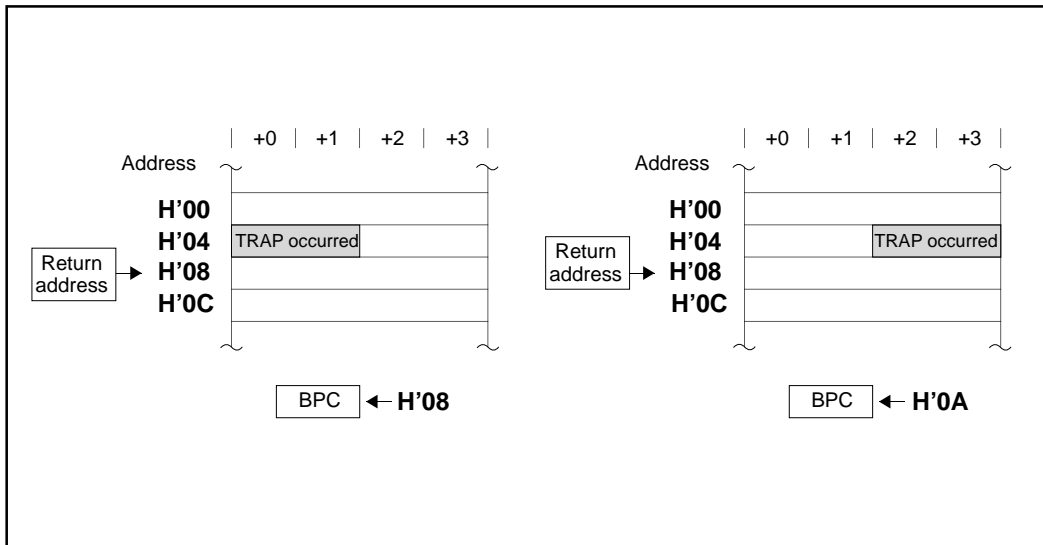 +0 +1 +2 +3
Address
H’00
H’04 TRAP occurred
Return
address
H’08
H’0C
BPC H’08
+0 +1 +2 +3
Address
H’00
H’04 TRAP occurred
Return
address
H’08
H’0C
BPC H’0A